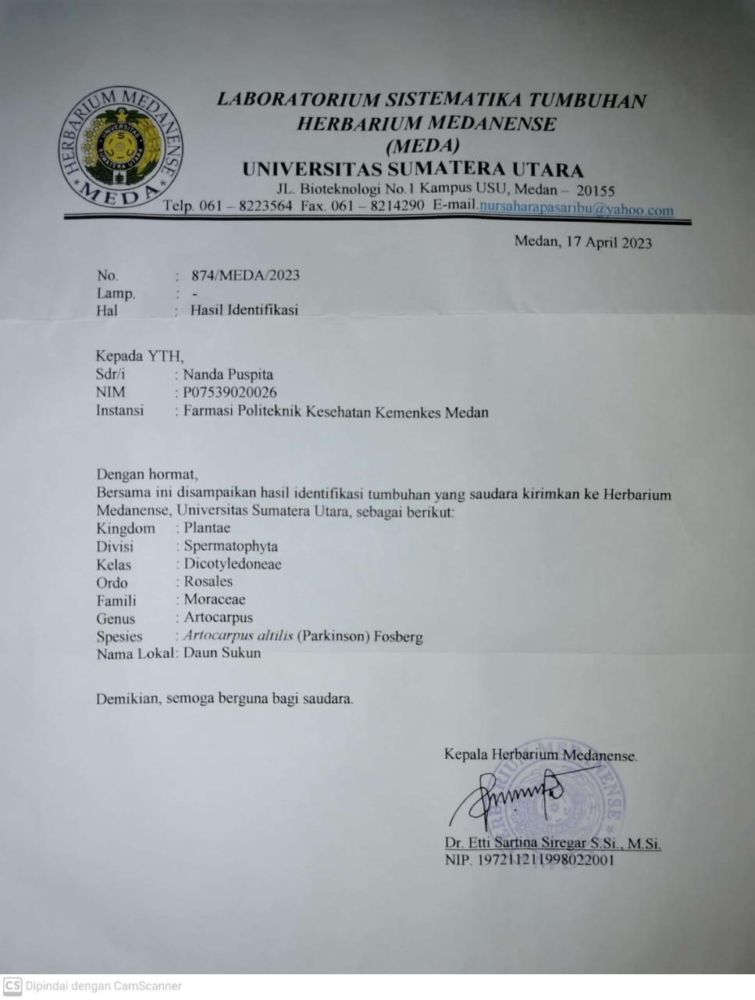 HERBARIUM MEDANENSE
UNIVERSITAS
SUMATERA UTARA
* MEDA *
LABORATORIUM SISTEMATIKA TUMBUHAN
HERBARIUM MEDANENSE
(MEDA)
UNIVERSITAS SUMATERA UTARA
JL. Bioteknologi No.1 Kampus USU, Medan – 20155
Telp. 061 – 8223564 Fax. 061 – 8214290 E-mail.nursaharapasaribu@yahoo.com
Medan, 17 April 2023
No. : 874/MEDA/2023
Lamp. : -
Hal : Hasil Identifikasi
Kepada YTH,
Sdr/i : Nanda Puspita
NIM : P07539020026
Instansi : Farmasi Politeknik Kesehatan Kemenkes Medan
Dengan hormat,
Bersama ini disampaikan hasil identifikasi tumbuhan yang saudara kirimkan ke Herbarium
Medanense, Universitas Sumatera Utara, sebagai berikut:
Kingdom : Plantae
Divisi : Spermatophyta
Kelas : Dicotyledoneae
Ordo : Rosales
Famili : Moraceae
Genus : Artocarpus
Spesies : Artocarpus altilis (Parkinson) Fosberg
Nama Lokal: Daun Sukun
Demikian, semoga berguna bagi saudara.
Kepala Herbarium Medanense.
HERBARIUM MEDANENSE
Dr. Etti Sartina Siregar S.Si., M.Si.
NIP. 197211211998022001
CS Dipindai dengan CamScanner